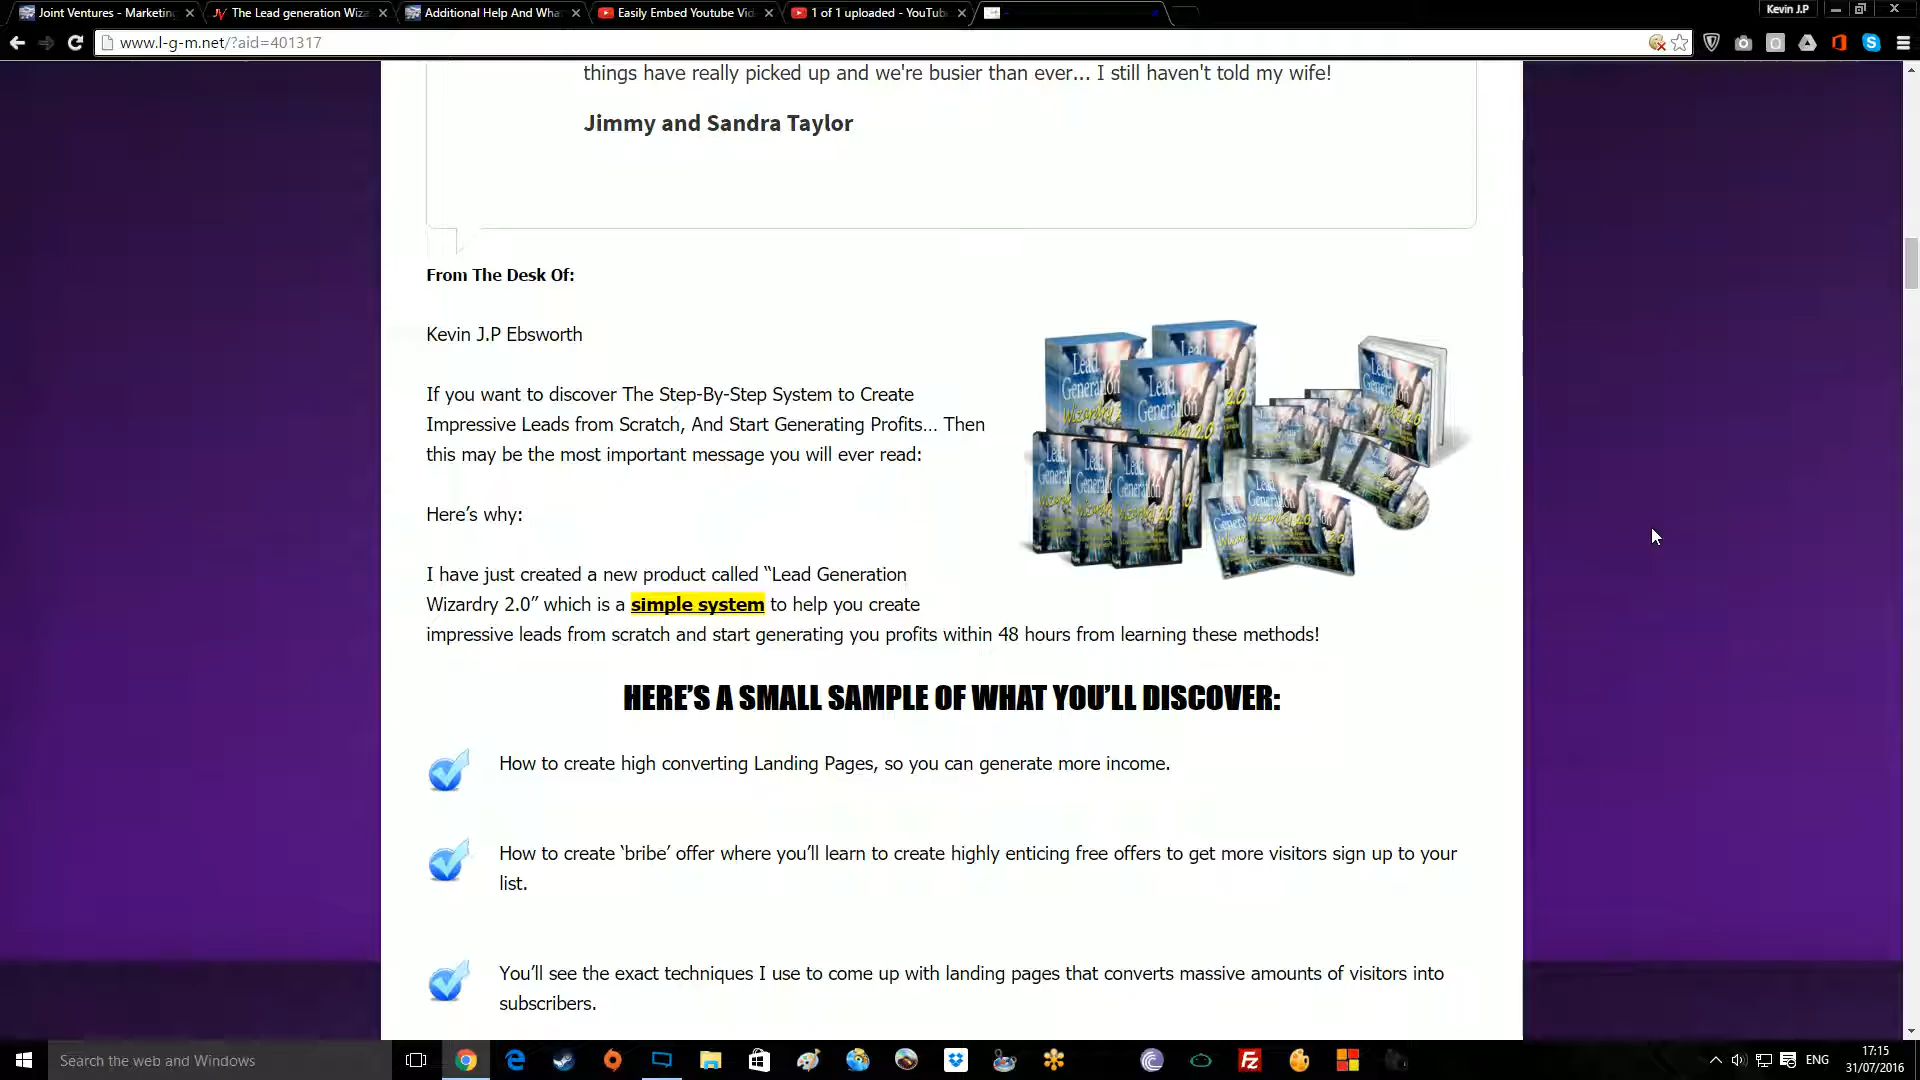 Joint Ventures - Marketing
The Lead generation Wiza
Additional Help And Wha
Easily Embed Youtube Vid
1 of 1 uploaded - YouTub
Kevin J.P
www.l-g-m.net/?aid=401317
things have really picked up and we're busier than ever... I still haven't told my wife!
Jimmy and Sandra Taylor
From The Desk Of:
Kevin J.P Ebsworth
If you want to discover The Step-By-Step System to Create
Impressive Leads from Scratch, And Start Generating Profits… Then
this may be the most important message you will ever read:
Here’s why:
I have just created a new product called “Lead Generation
Wizardry 2.0” which is a simple system to help you create
impressive leads from scratch and start generating you profits within 48 hours from learning these methods!
Lead Generation Wizardry 2.0
HERE’S A SMALL SAMPLE OF WHAT YOU’LL DISCOVER:
How to create high converting Landing Pages, so you can generate more income.
How to create ‘bribe’ offer where you’ll learn to create highly enticing free offers to get more visitors sign up to your
list.
You’ll see the exact techniques I use to come up with landing pages that converts massive amounts of visitors into
subscribers.
Search the web and Windows
ENG
17:15
31/07/2016